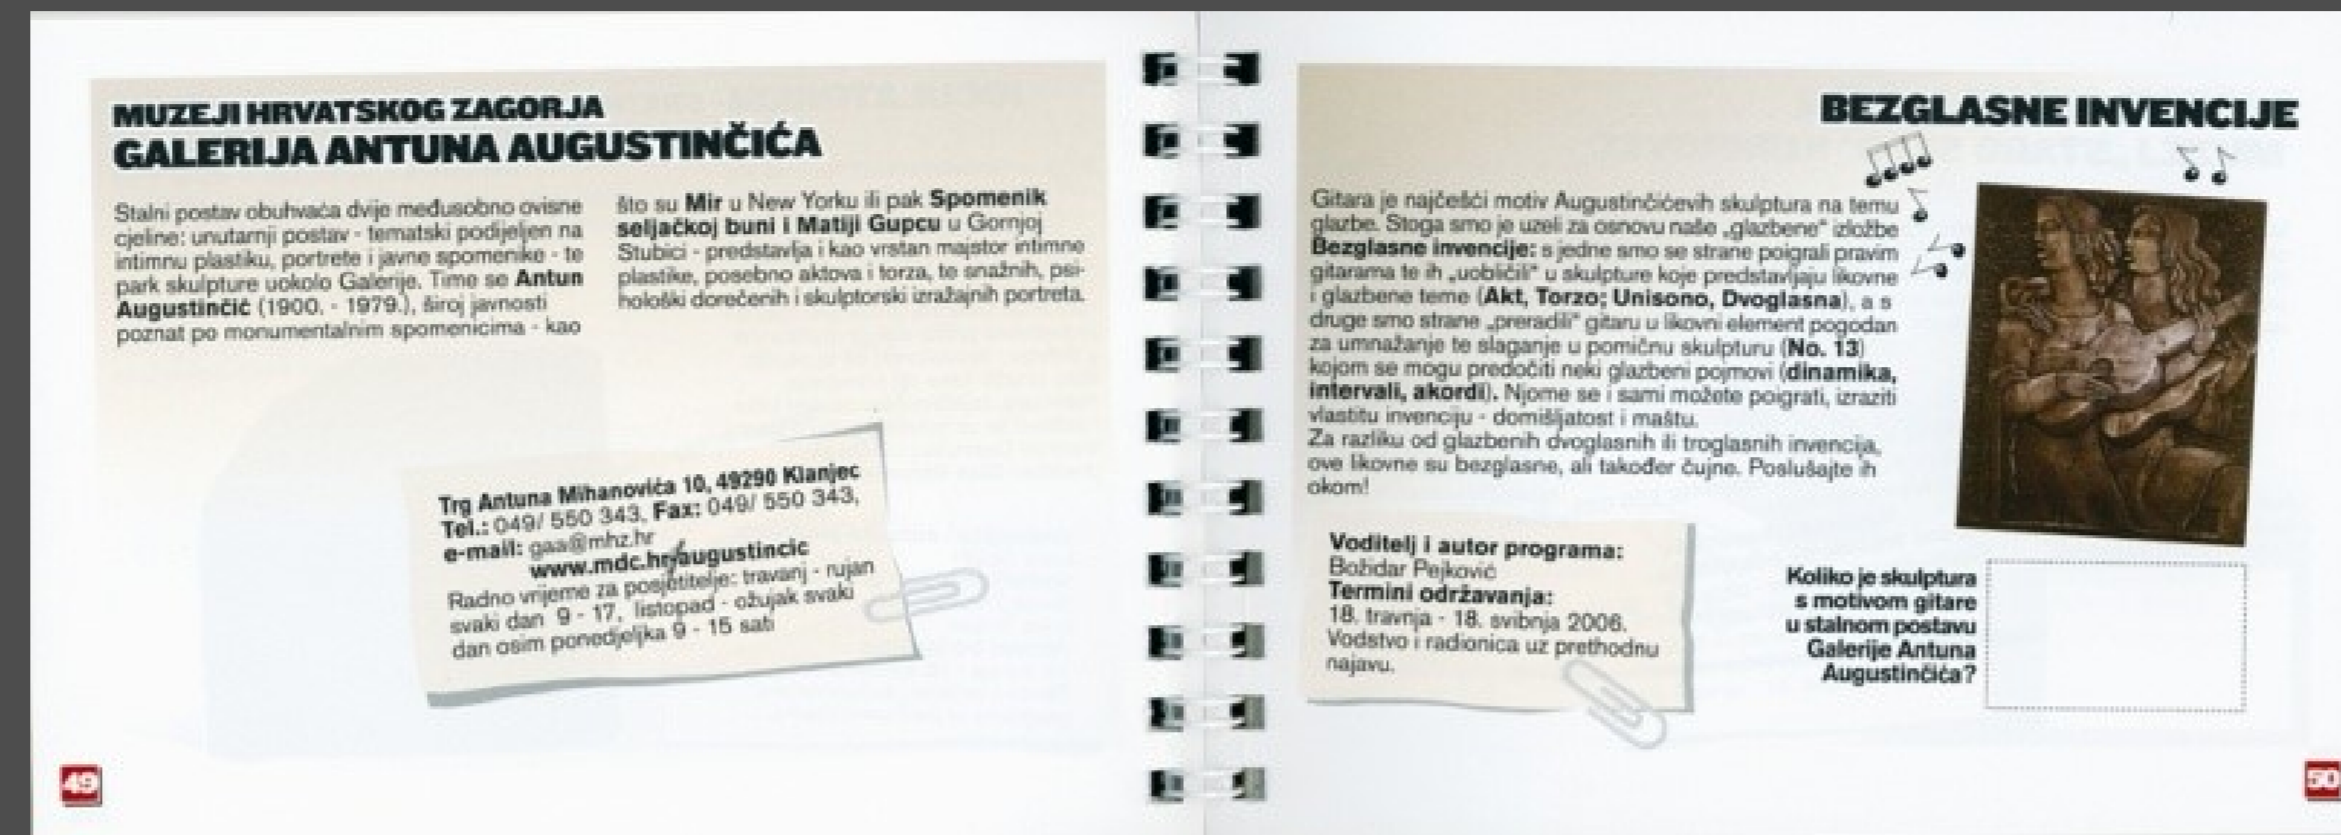 MUZEJI HRVATSKOG ZAGORJA
GALERIJA ANTUNA AUGUSTINČIĆA
Stalni postav obuhvaća dvije međusobno ovisne
cjeline: unutarnji postav - tematski podijeljen na
intimnu plastiku, portrete i javne spomenike - te
park skulpture uokolo Galerije. Time se Antun
Augustinčić (1900. - 1979.), široj javnosti
poznat po monumentalnim spomenicima - kao
što su Mir u New Yorku ili pak Spomenik
seljačkoj buni i Matiji Gupcu u Gornjoj
Stubici - predstavlja i kao vrstan majstor intimne
plastike, posebno aktova i torza, te snažnih, psi-
hološki dorečenih i skulptorski izražajnih portreta.
Trg Antuna Mihanovića 10, 49290 Klanjec
Tel.: 049/ 550 343, Fax: 049/ 550 343,
e-mail: gaa@mhz.hr
www.mdc.hr/augustincic
Radno vrijeme za posjetitelje: travanj - rujan
svaki dan 9 - 17, listopad - ožujak svaki
dan osim ponedjeljka 9 - 15 sati
49
BEZGLASNE INVENCIJE
Gitara je najčešći motiv Augustinčićevih skulptura na temu
glazbe. Stoga smo je uzeli za osnovu naše „glazbene“ izložbe
Bezglasne invencije: s jedne smo se strane poigrali pravim
gitarama te ih „uobličili“ u skulpture koje predstavljaju likovne
i glazbene teme (Akt, Torzo; Unisono, Dvoglasna), a s
druge smo strane „preradili“ gitaru u likovni element pogodan
za umnažanje te slaganje u pomičnu skulpturu (No. 13)
kojom se mogu predočiti neki glazbeni pojmovi (dinamika,
intervali, akordi). Njome se i sami možete poigrati, izraziti
vlastitu invenciju - domišljatost i maštu.
Za razliku od glazbenih dvoglasnih ili troglasnih invencija,
ove likovne su bezglasne, ali također čujne. Poslušajte ih
okom!
Voditelj i autor programa:
Božidar Pejković
Termini održavanja:
18. travnja - 18. svibnja 2006.
Vodstvo i radionica uz prethodnu
najavu.
Koliko je skulptura
s motivom gitare
u stalnom postavu
Galerije Antuna
Augustinčića?
50